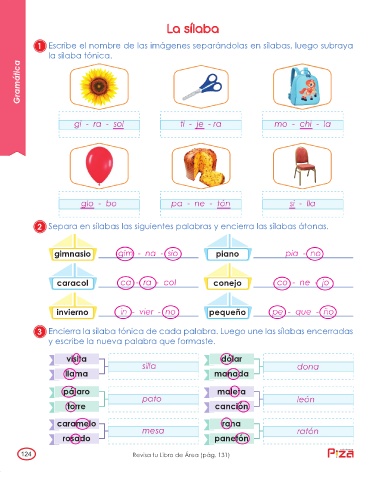 La sílaba
Gramática
1 Escribe el nombre de las imágenes separándolas en sílabas, luego subraya
la sílaba tónica.
gi - ra - sol
ti - je - ra
mo - chi - la
glo - bo
pa - ne - tón
si - lla
2 Separa en sílabas las siguientes palabras y encierra las sílabas átonas.
gimnasio gim - na - sio
piano pia - no
caracol ca - ra - col
conejo co - ne - jo
invierno in - vier - no
pequeño pe - que - ño
3 Encierra la sílaba tónica de cada palabra. Luego une las sílabas encerradas
y escribe la nueva palabra que formaste.
visita
llama
silla
dólar
manada
dona
pájaro
torre
pato
maleta
canción
león
caramelo
rosado
mesa
rana
panetón
ratón
124
Revisa tu Libro de Área (pág. 131)